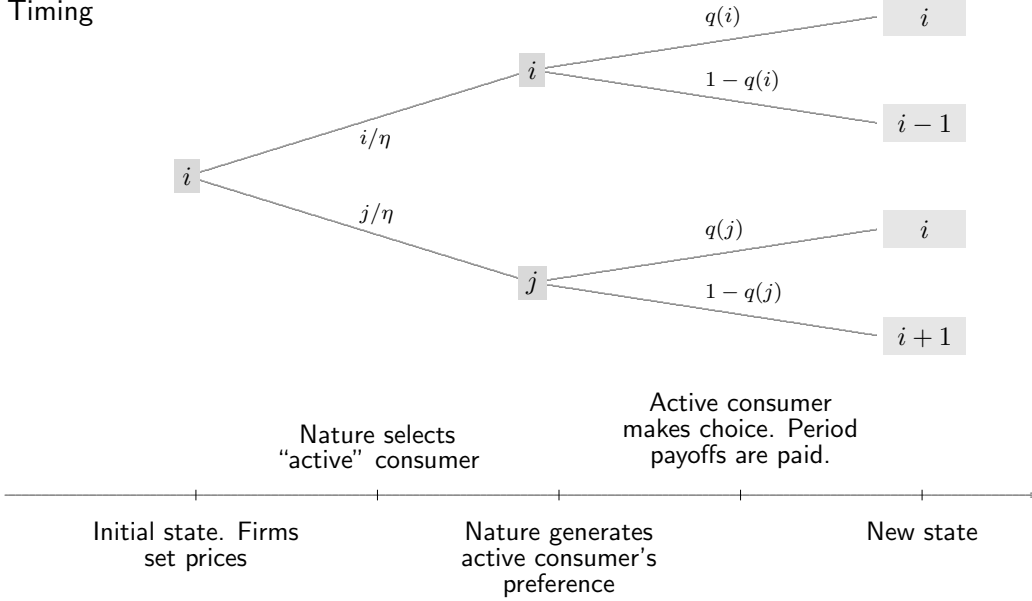 Timing
q(i)
i
i
1 − q(i)
i − 1
i/η
i
j/η
q(j)
i
j
1 − q(j)
i + 1
Active consumer
makes choice. Period
payoffs are paid.
Nature selects
“active” consumer
Initial state. Firms
set prices
Nature generates
active consumer’s
preference
New state